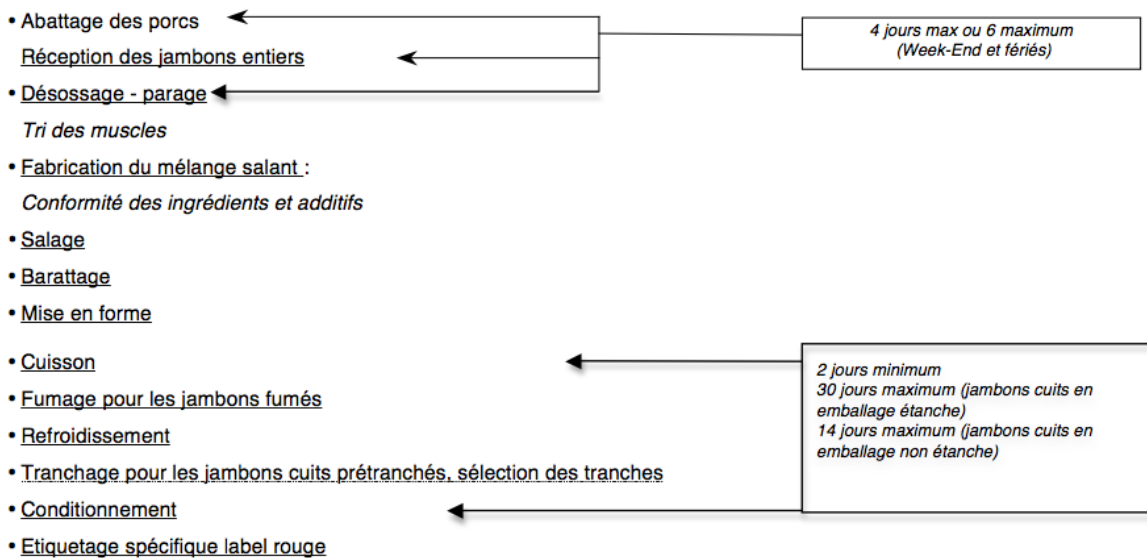 • Abattage des porcs
Réception des jambons entiers
• Désossage - parage
Tri des muscles
• Fabrication du mélange salant :
Conformité des ingrédients et additifs
• Salage
• Barattage
• Mise en forme
• Cuisson
• Fumage pour les jambons fumés
• Refroidissement
• Tranchage pour les jambons cuits prétranchés, sélection des tranches
• Conditionnement
• Etiquetage spécifique label rouge
4 jours max ou 6 maximum
(Week-End et fériés)
2 jours minimum
30 jours maximum (jambons cuits en
emballage étanche)
14 jours maximum (jambons cuits en
emballage non étanche)